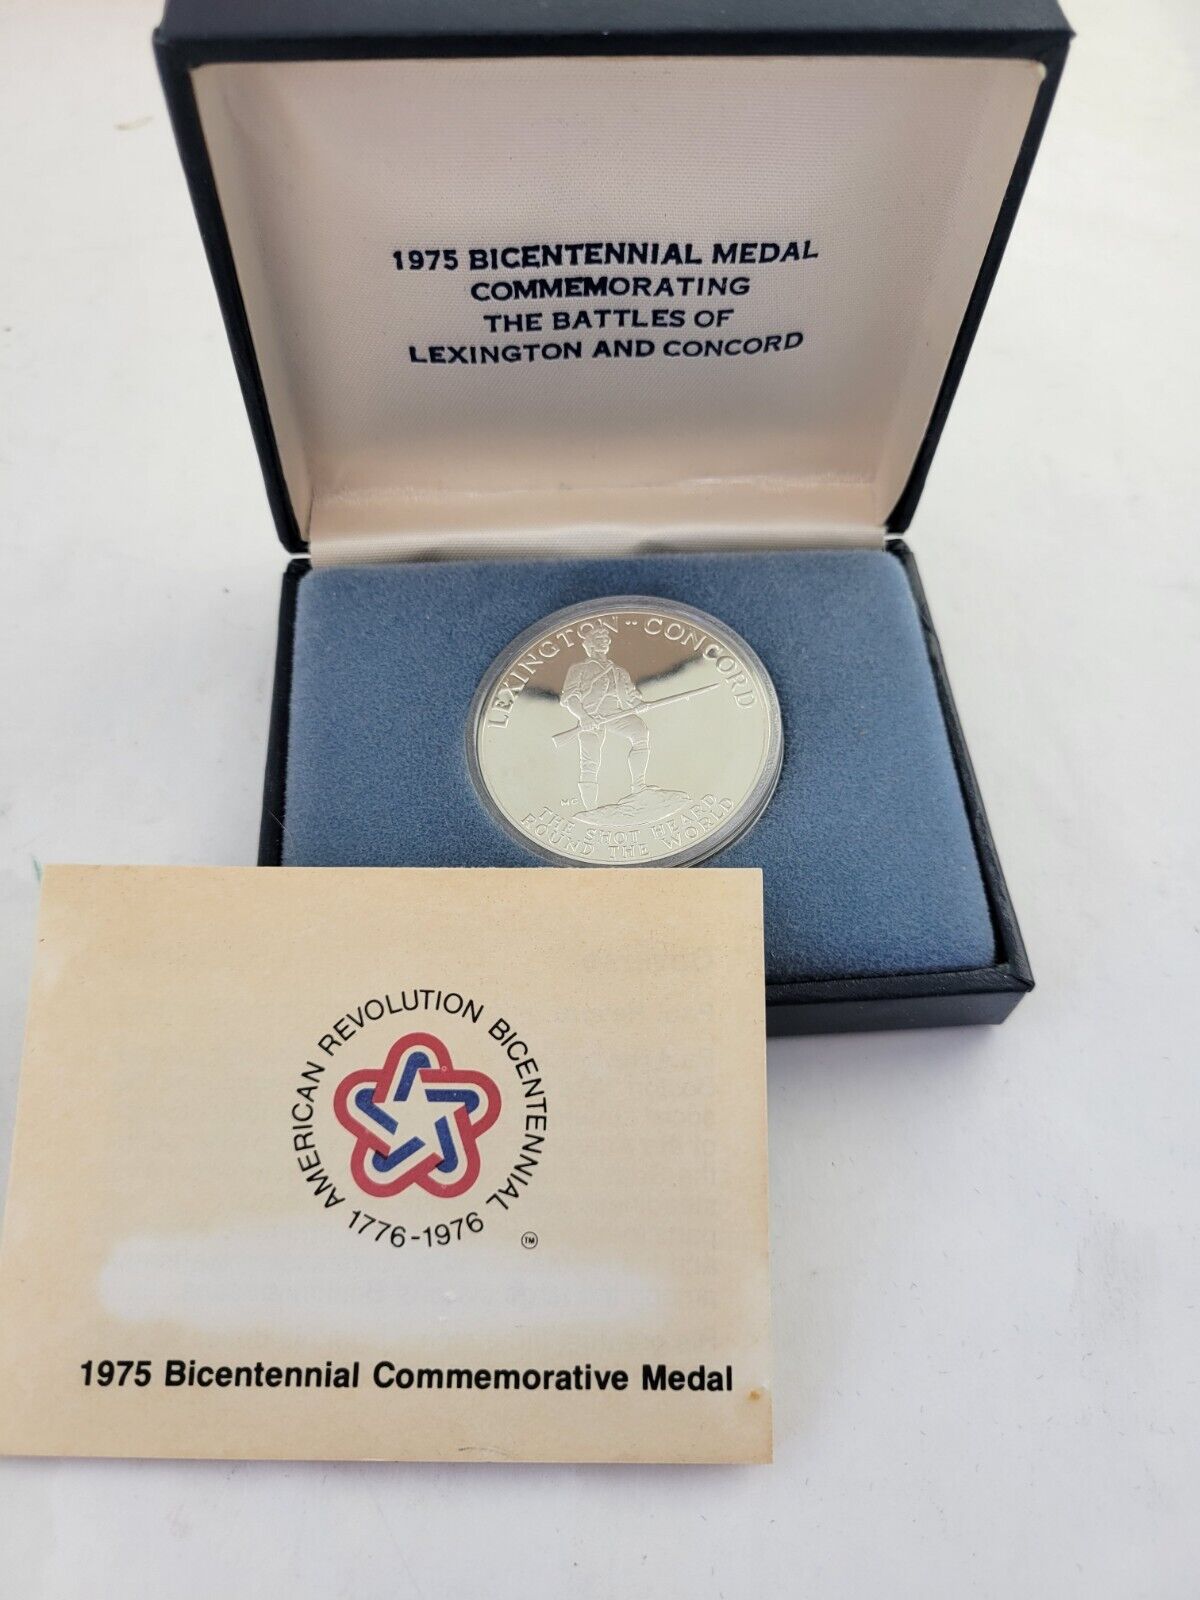 1975 BICENTENNIAL MEDAL
COMMEMORATING
THE BATTLES OF
LEXINGTON AND CONCORD
LEXINGTON -- CONCORD
MC
THE SHOT HEARD
ROUND THE WORLD
AMERICAN REVOLUTION BICENTENNIAL
1776-1976
TM
1975 Bicentennial Commemorative Medal